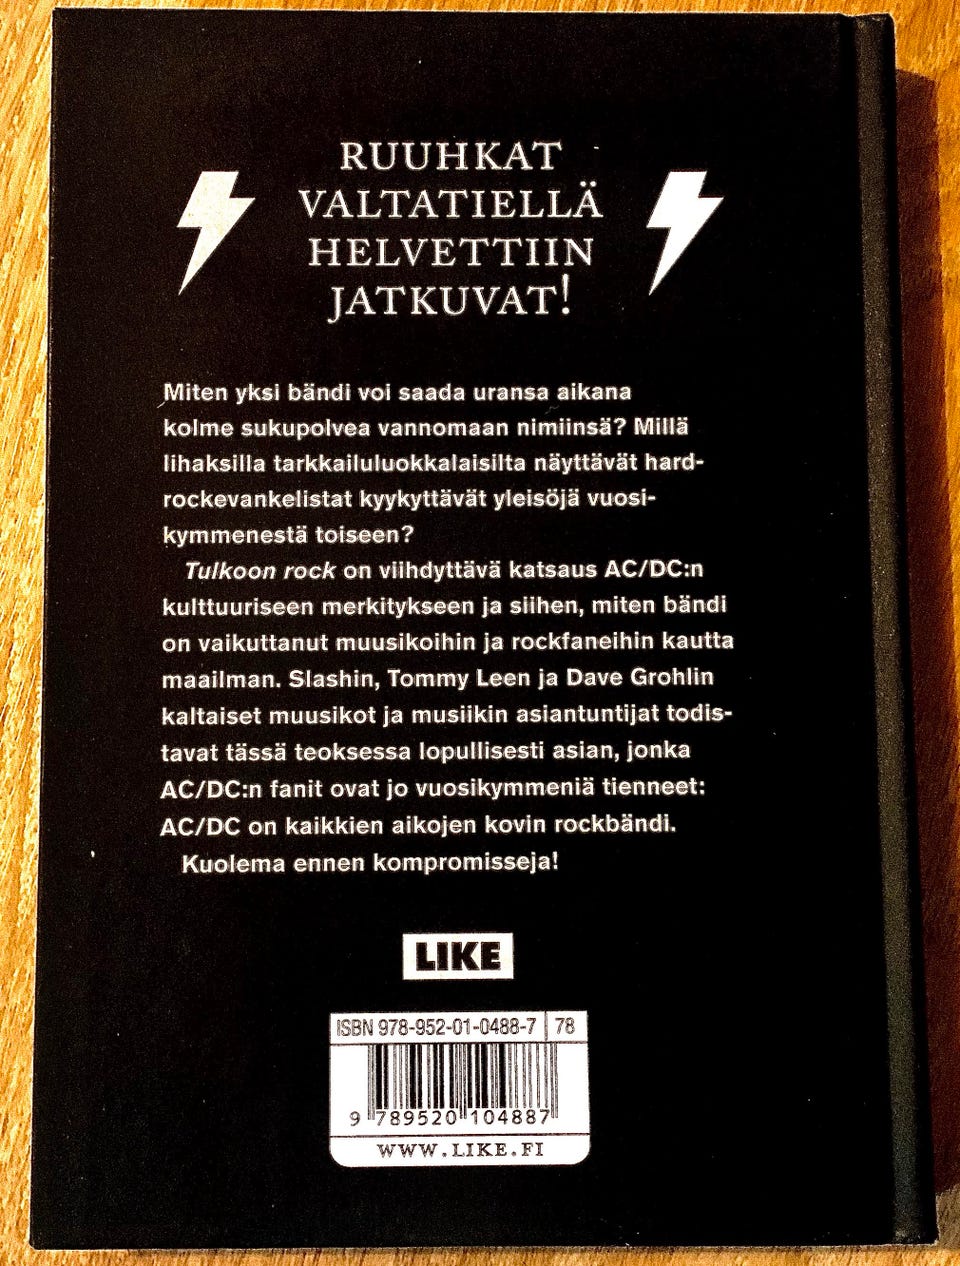 RUUHKAT
VALTATIELLÄ
HELVETTIIN
JATKUVAT!
Miten yksi bändi voi saada uransa aikana
kolme sukupolvea vannomaan nimiinsä? Millä
lihaksilla tarkkailuluokkalaisilta näyttävät hard-
rockevankelistat kyykyttävät yleisöjä vuosi-
kymmenestä toiseen?
Tulkoon rock on viihdyttävä katsaus AC/DC:n
kulttuuriseen merkitykseen ja siihen, miten bändi
on vaikuttanut muusikoihin ja rockfaneihin kautta
maailman. Slashin, Tommy Leen ja Dave Grohlin
kaltaiset muusikot ja musiikin asiantuntijat todis-
tavat tässä teoksessa lopullisesti asian, jonka
AC/DC:n fanit ovat jo vuosikymmeniä tienneet:
AC/DC on kaikkien aikojen kovin rockbändi.
Kuolema ennen kompromisseja!
LIKE
ISBN 978-952-01-0488-7 78
9 789520 104887
WWW.LIKE.FI